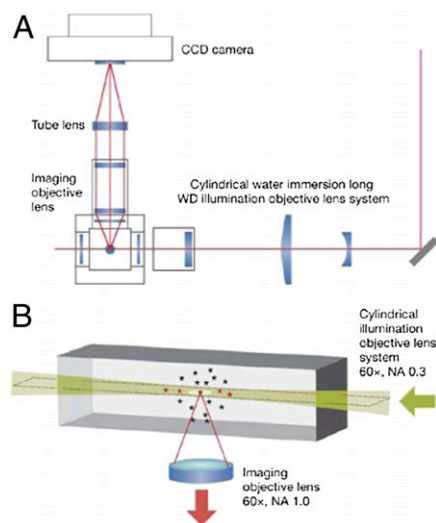 A
CCD camera
Tube lens
Imaging
objective
lens
Cylindrical water immersion long
WD illumination objective lens system
B
Cylindrical
illumination
objective lens
system
60×, NA 0.3
Imaging
objective lens
60×, NA 1.0